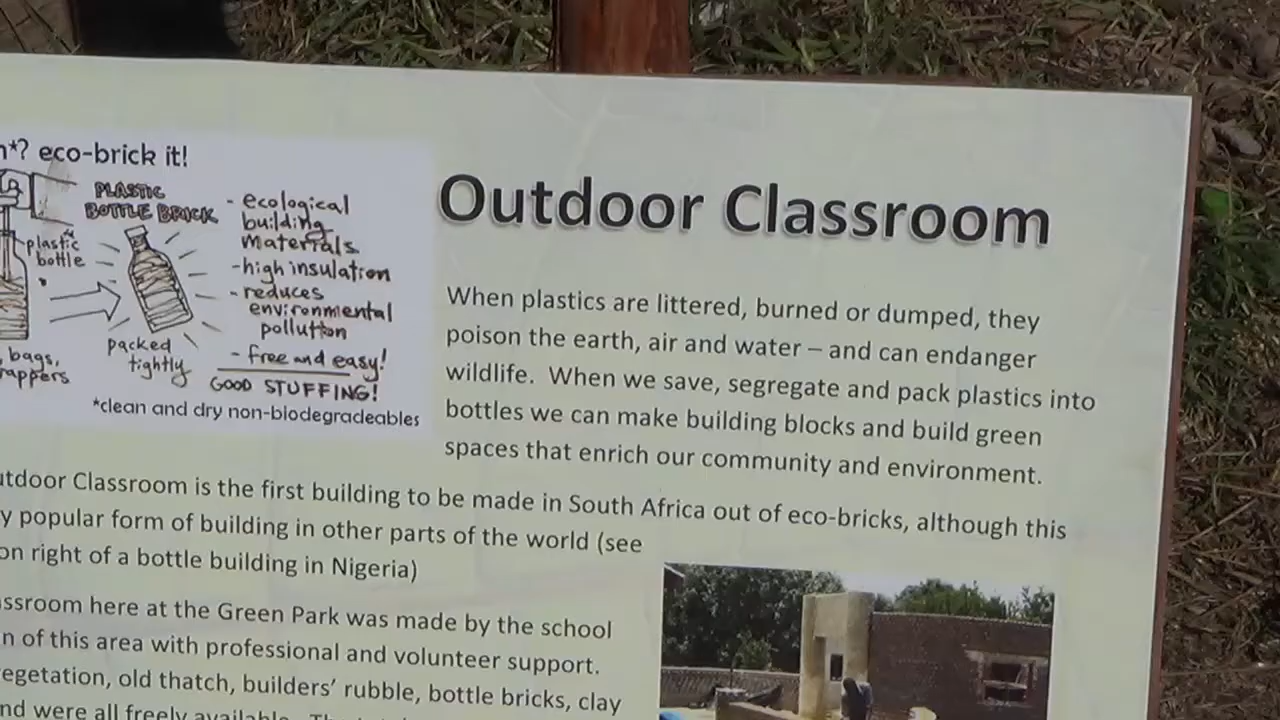 n*? eco-brick it!
PLASTIC
BOTTLE BRICK
plastic
bottle
packed
tightly
bags,
- ecological
building
materials
- high insulation
- reduces
environmental
pollution
- free and easy!
GOOD STUFFING!
*clean and dry non-biodegradeables
Outdoor Classroom
When plastics are littered, burned or dumped, they
poison the earth, air and water – and can endanger
wildlife. When we save, segregate and pack plastics into
bottles we can make building blocks and build green
spaces that enrich our community and environment.
utdoor Classroom is the first building to be made in South Africa out of eco-bricks, although this
y popular form of building in other parts of the world (see
on right of a bottle building in Nigeria)
ssroom here at the Green Park was made by the school
n of this area with professional and volunteer support.
egetation, old thatch, builders' rubble, bottle bricks, clay
nd were all freely available.